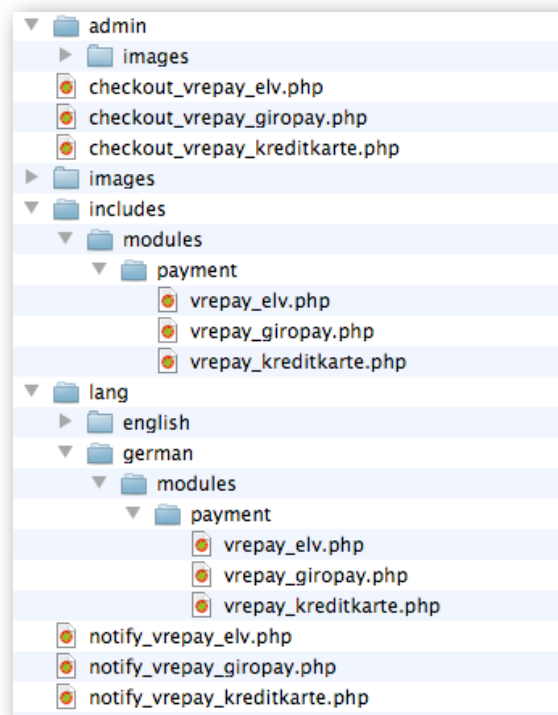 admin
images
checkout_vrepay_elv.php
checkout_vrepay_giropay.php
checkout_vrepay_kreditkarte.php
images
includes
modules
payment
vrepay_elv.php
vrepay_giropay.php
vrepay_kreditkarte.php
lang
english
german
modules
payment
vrepay_elv.php
vrepay_giropay.php
vrepay_kreditkarte.php
notify_vrepay_elv.php
notify_vrepay_giropay.php
notify_vrepay_kreditkarte.php